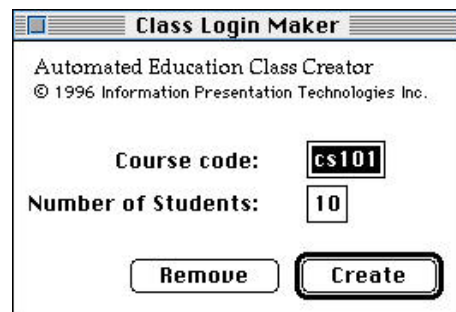 Class Login Maker
Automated Education Class Creator
© 1996 Information Presentation Technologies Inc.
Course code: cs101
Number of Students: 10
Remove Create